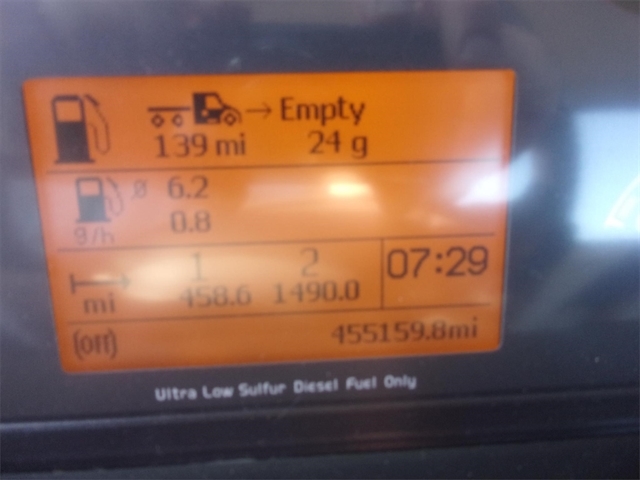 → Empty
139 mi 24 g
ø 6.2
g/h 0.8
1 2
mi 458.6 1490.0
07:29
(off) 455159.8mi
Ultra Low Sulfur Diesel Fuel Only